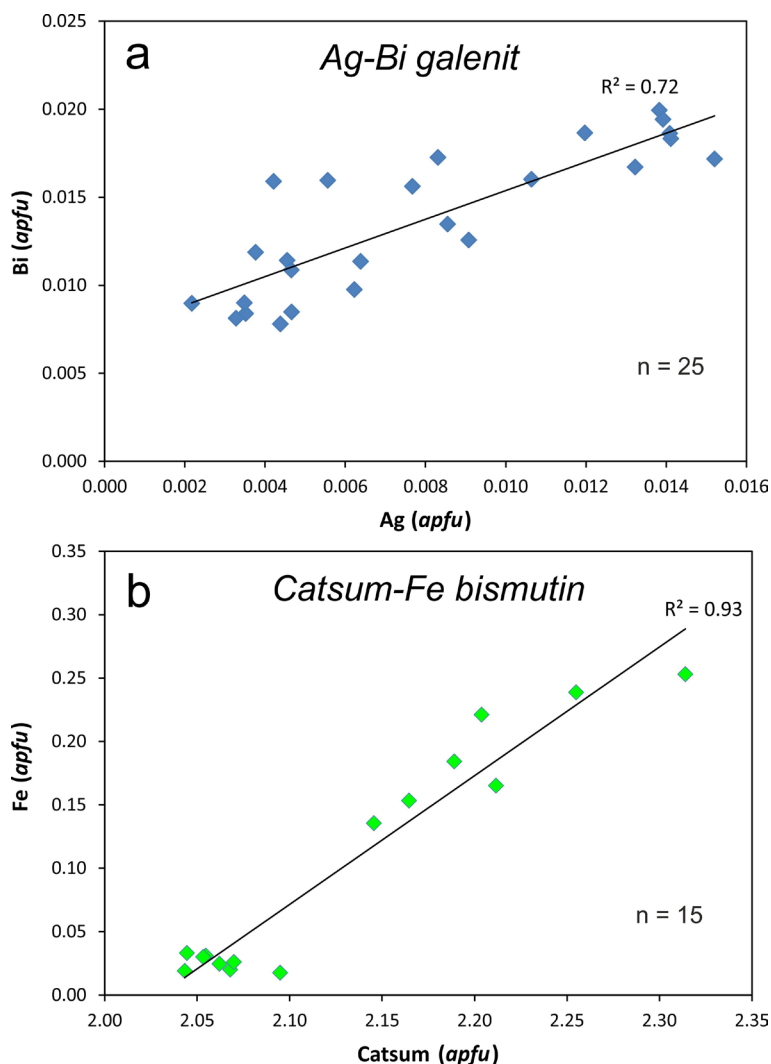 a
Ag-Bi galenit
R² = 0.72
n = 25
Bi (apfu)
0.025
0.020
0.015
0.010
0.005
0.000
0.000 0.002 0.004 0.006 0.008 0.010 0.012 0.014 0.016
Ag (apfu)
b
Catsum-Fe bismutin
R² = 0.93
n = 15
Fe (apfu)
0.35
0.30
0.25
0.20
0.15
0.10
0.05
0.00
2.00 2.05 2.10 2.15 2.20 2.25 2.30 2.35
Catsum (apfu)